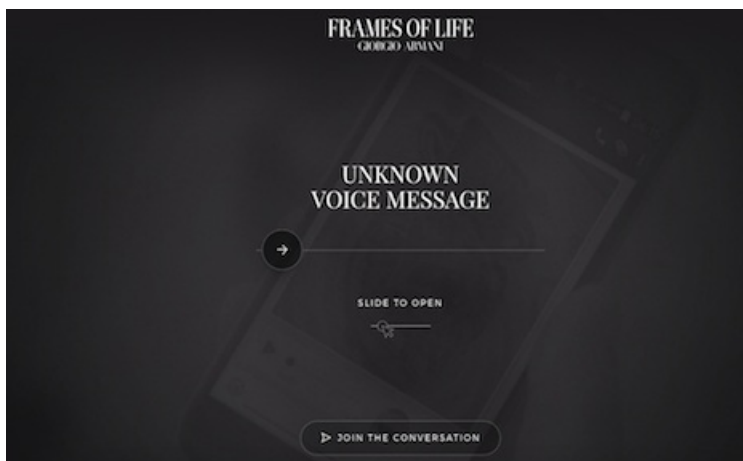 FRAMES OF LIFE
GIORGIO ARMANI
UNKNOWN
VOICE MESSAGE
SLIDE TO OPEN
JOIN THE CONVERSATION